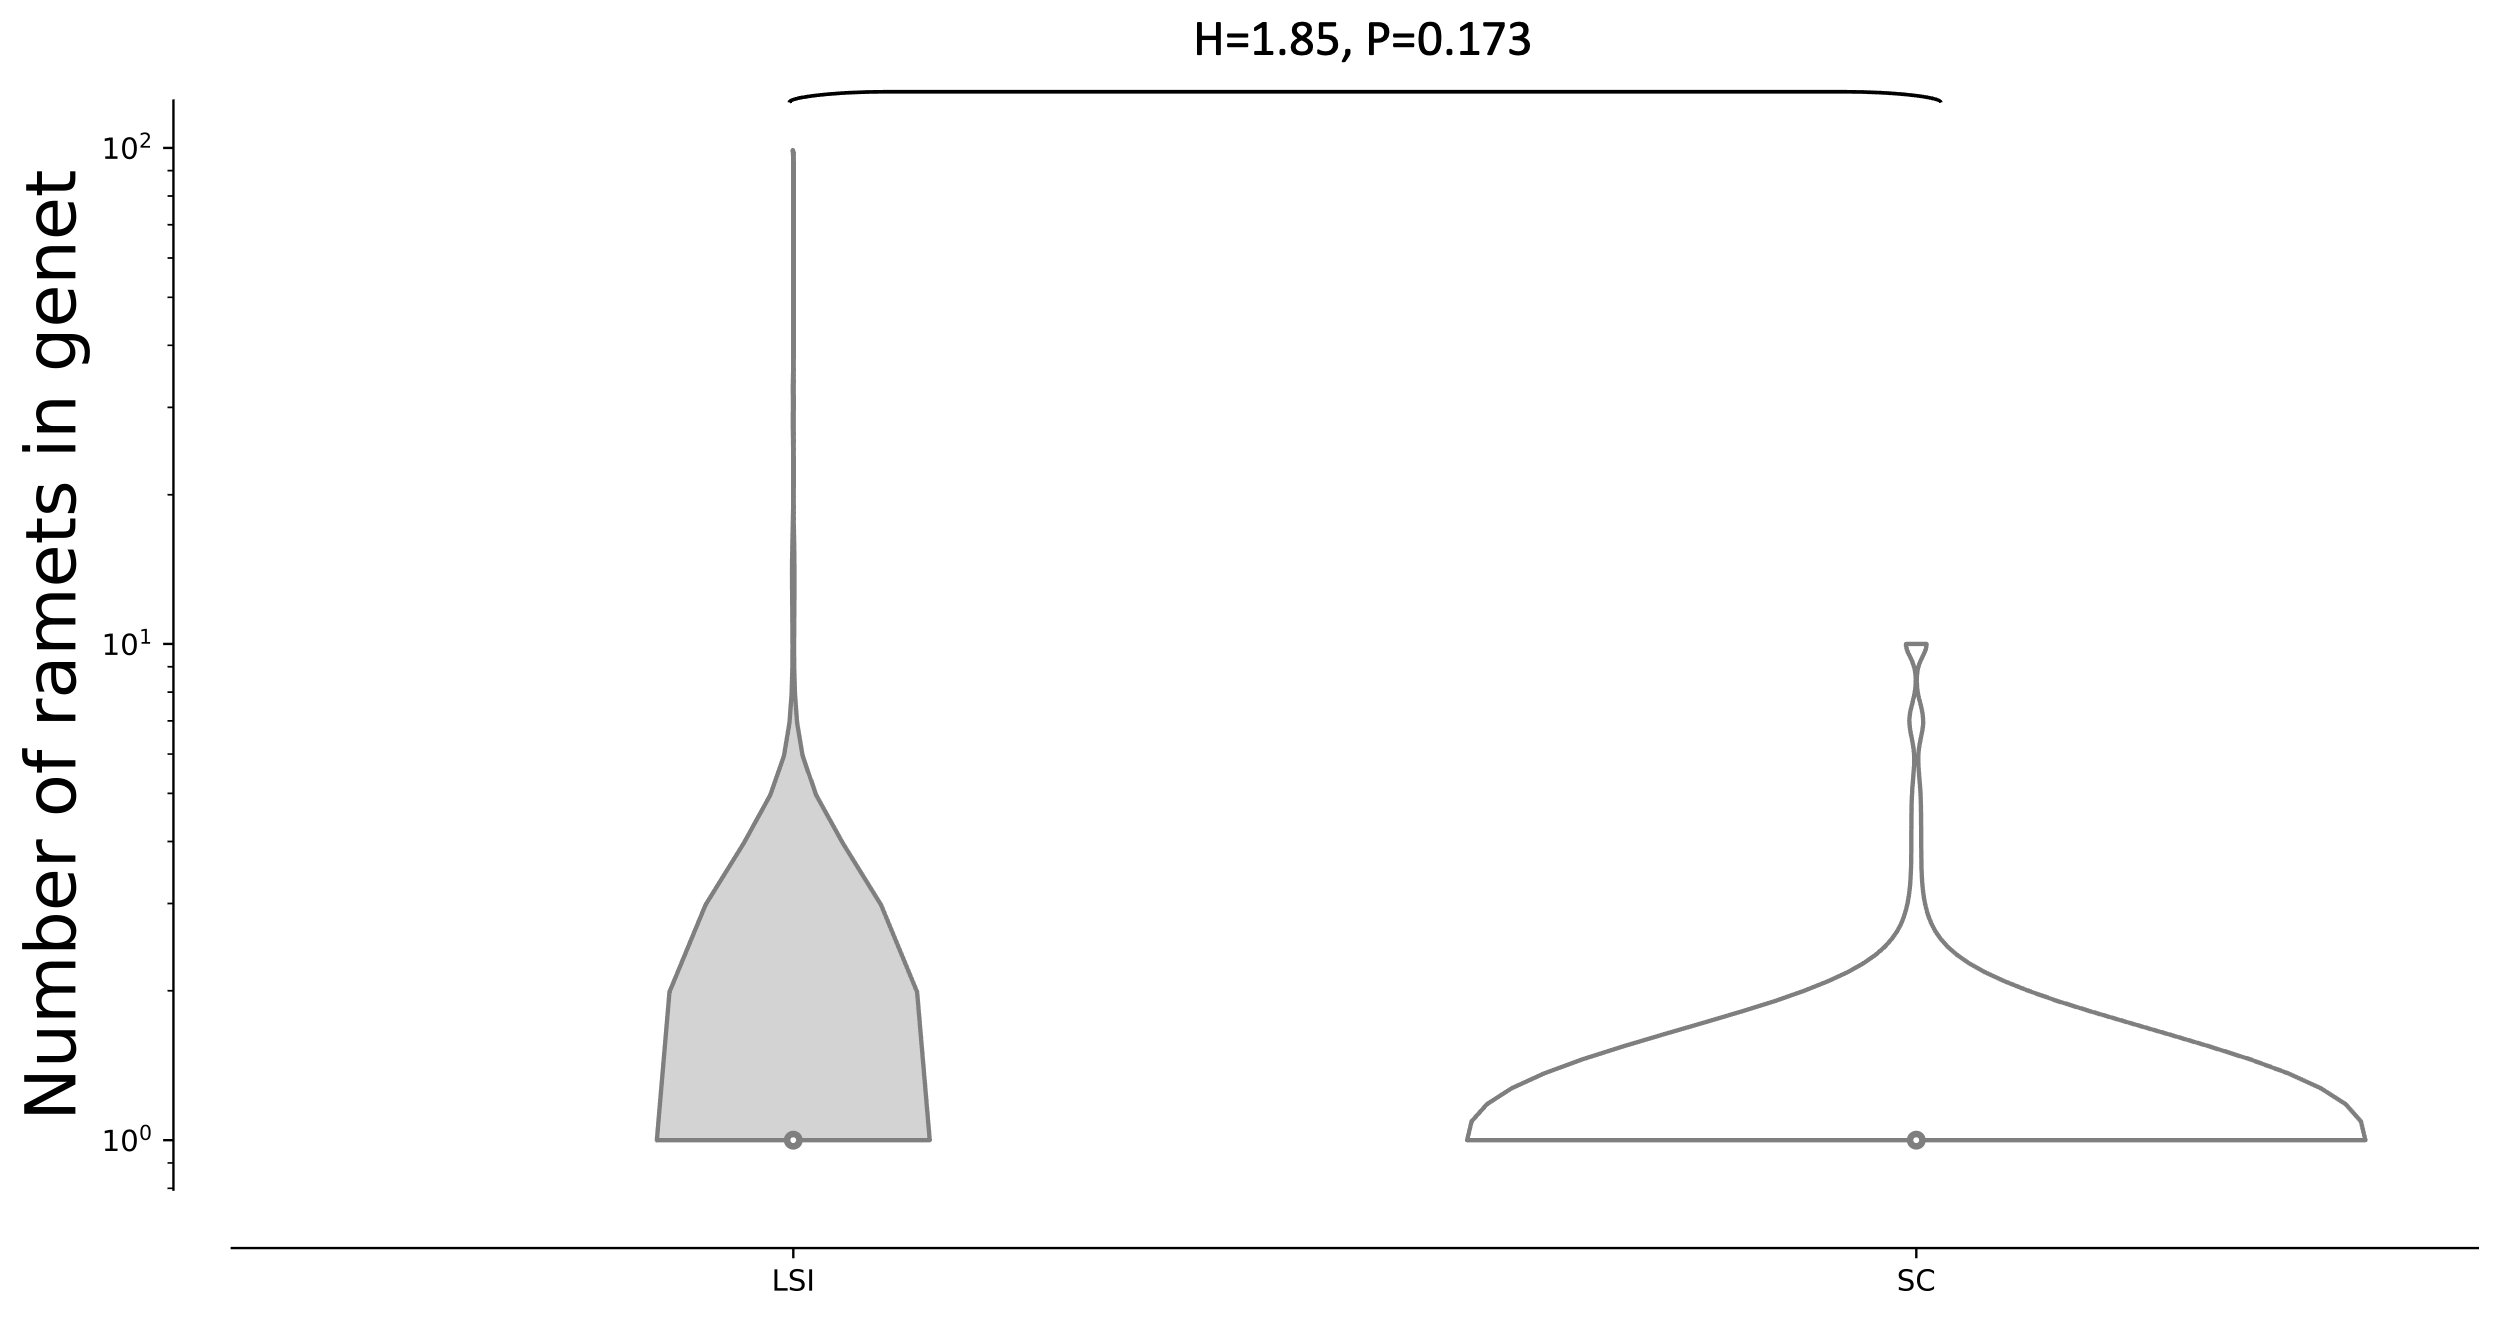 H=1.85, P=0.173
Number of ramets in genet
10²
10¹
10⁰
LSI
SC